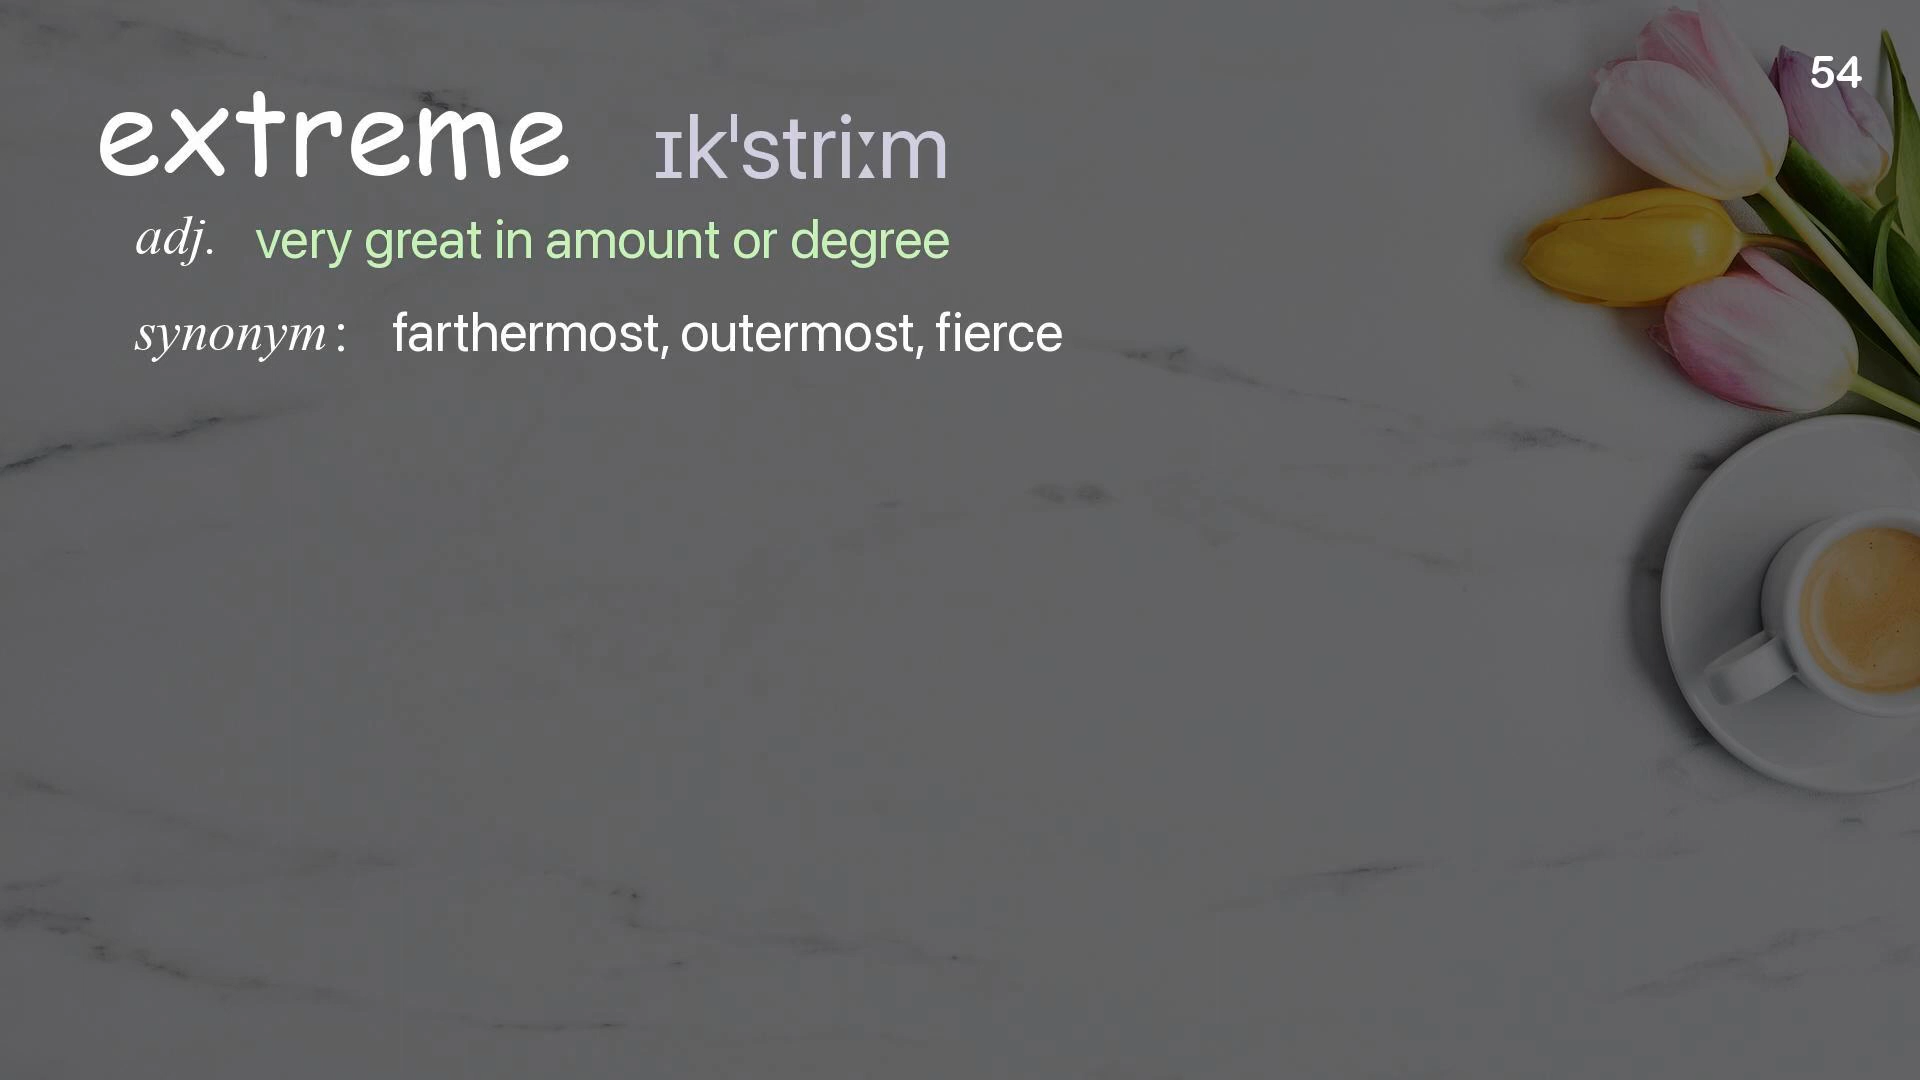 54
extreme ɪkˈstriːm
adj. very great in amount or degree
synonym : farthermost, outermost, fierce